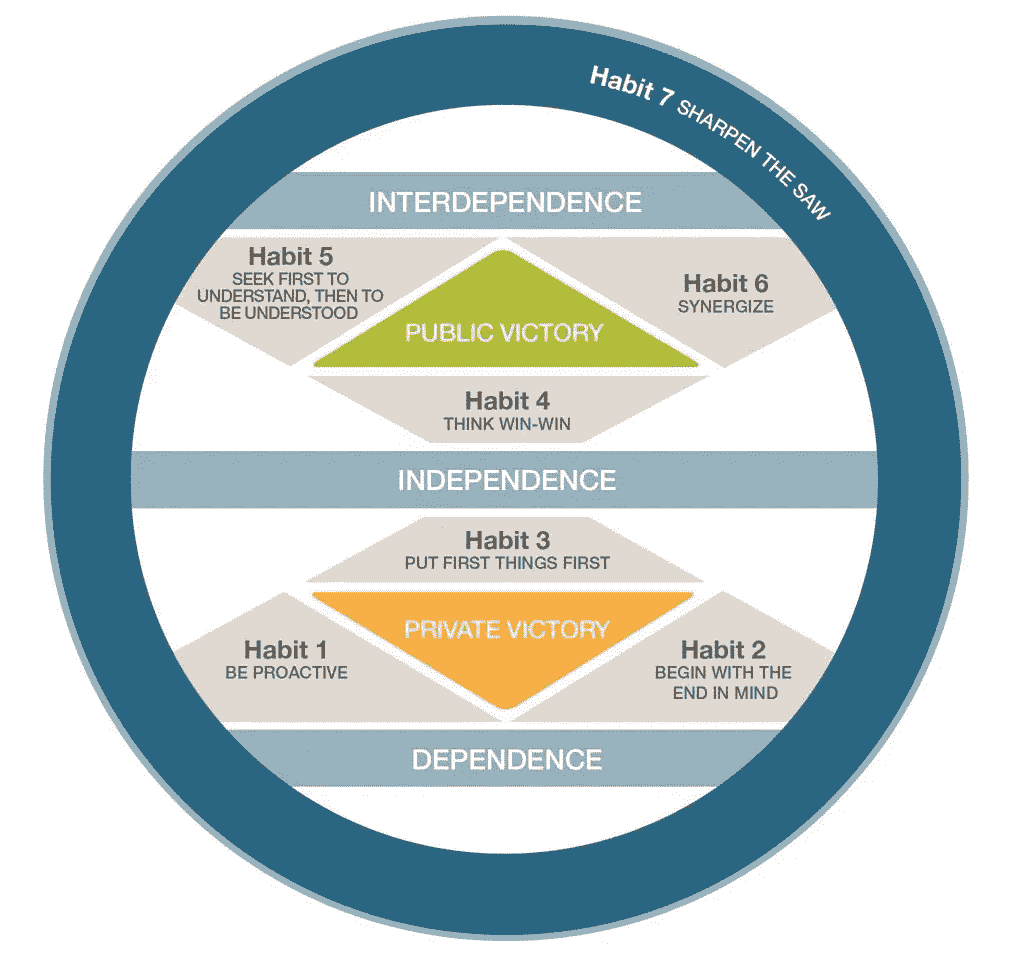 Habit 7 SHARPEN THE SAW
INTERDEPENDENCE
Habit 5
SEEK FIRST TO
UNDERSTAND, THEN TO
BE UNDERSTOOD
Habit 6
SYNERGIZE
PUBLIC VICTORY
Habit 4
THINK WIN-WIN
INDEPENDENCE
Habit 3
PUT FIRST THINGS FIRST
PRIVATE VICTORY
Habit 1
BE PROACTIVE
Habit 2
BEGIN WITH THE
END IN MIND
DEPENDENCE